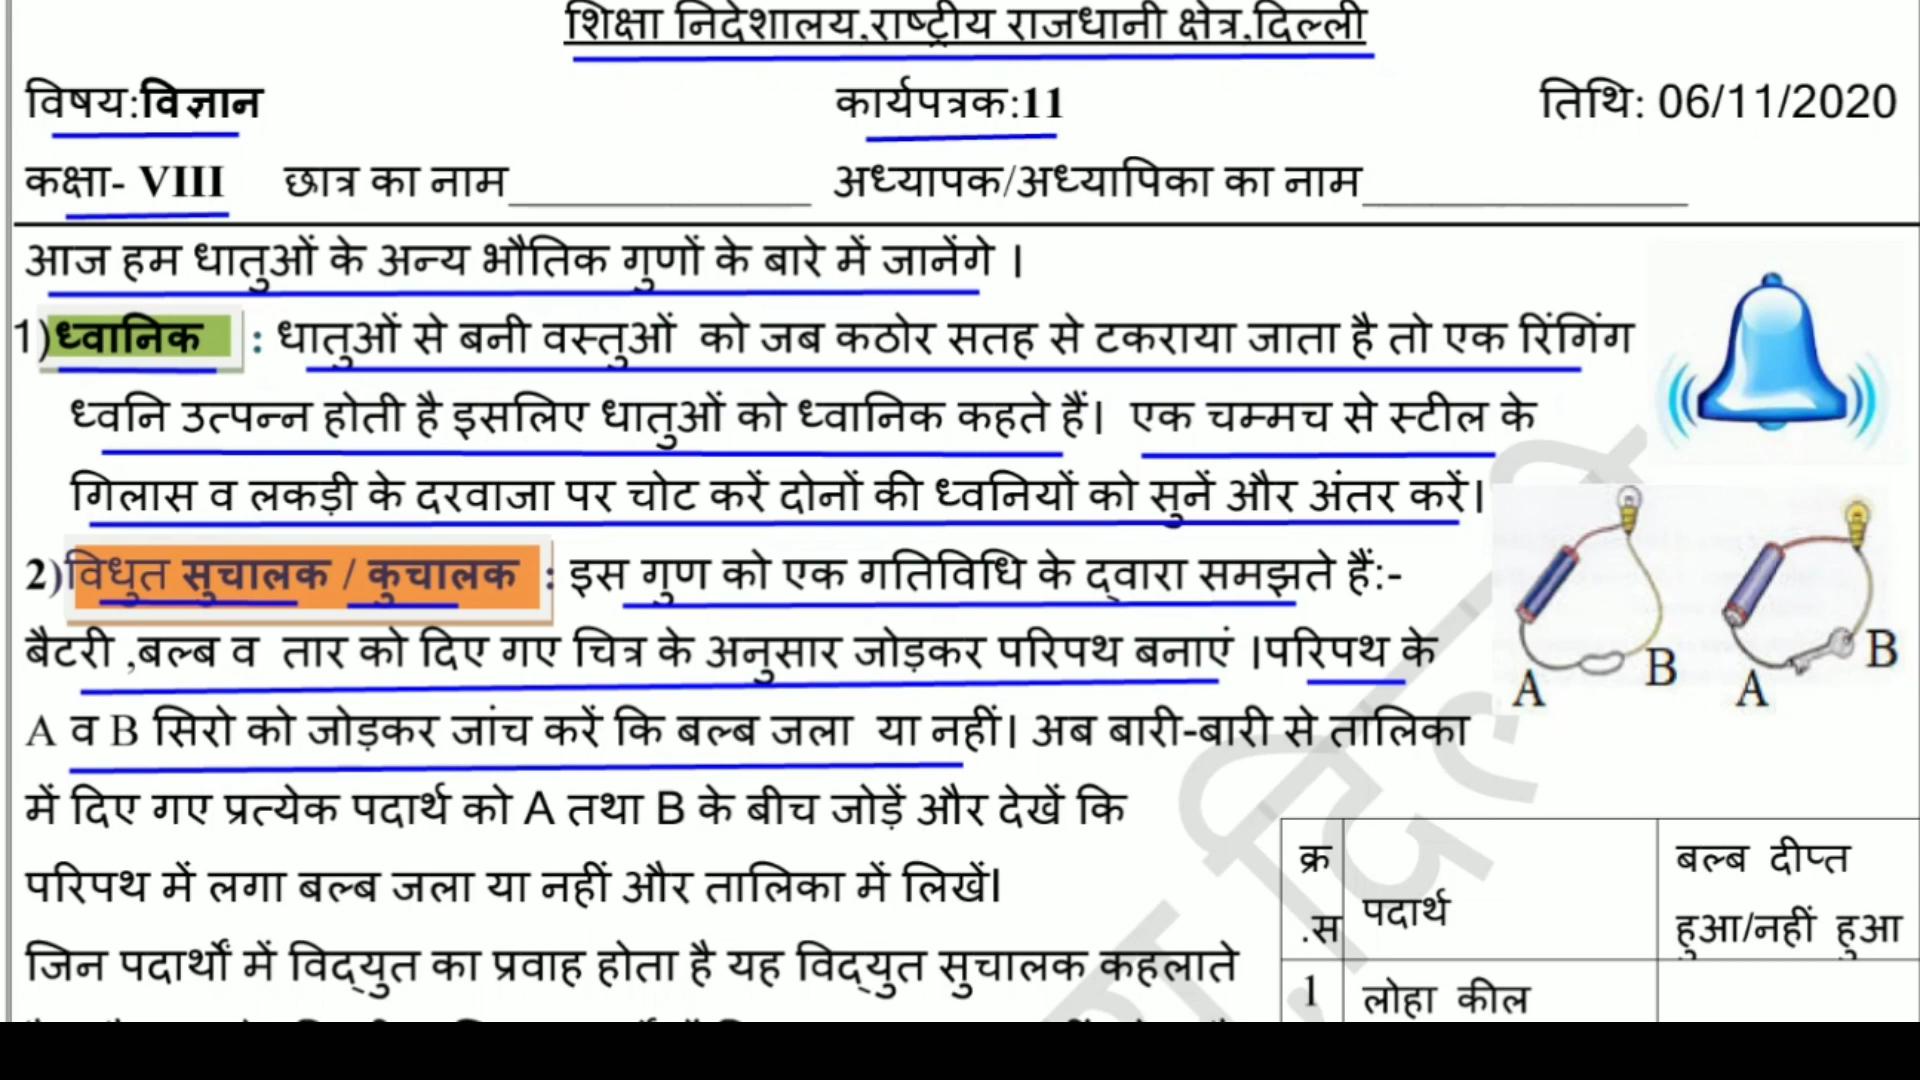 शिक्षा निदेशालय,राष्ट्रीय राजधानी क्षेत्र,दिल्ली
विषय:विज्ञान कार्यपत्रक:11 तिथि: 06/11/2020
कक्षा- VIII छात्र का नाम____________ अध्यापक/अध्यापिका का नाम_____________
आज हम धातुओं के अन्य भौतिक गुणों के बारे में जानेंगे ।
1)ध्वानिक : धातुओं से बनी वस्तुओं को जब कठोर सतह से टकराया जाता है तो एक रिंगिंग
ध्वनि उत्पन्न होती है इसलिए धातुओं को ध्वानिक कहते हैं। एक चम्मच से स्टील के
गिलास व लकड़ी के दरवाजा पर चोट करें दोनों की ध्वनियों को सुनें और अंतर करें।
2)विधुत सुचालक / कुचालक : इस गुण को एक गतिविधि के द्वारा समझते हैं:-
बैटरी ,बल्ब व तार को दिए गए चित्र के अनुसार जोड़कर परिपथ बनाएं ।परिपथ के
A व B सिरो को जोड़कर जांच करें कि बल्ब जला या नहीं। अब बारी-बारी से तालिका
में दिए गए प्रत्येक पदार्थ को A तथा B के बीच जोड़ें और देखें कि
परिपथ में लगा बल्ब जला या नहीं और तालिका में लिखें।
जिन पदार्थों में विद्युत का प्रवाह होता है यह विद्युत सुचालक कहलाते
A B A B
क्र.स पदार्थ बल्ब दीप्त हुआ/नहीं हुआ
1 लोहा कील